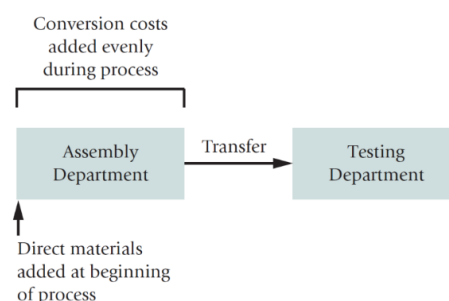 Conversion costs
added evenly
during process
Assembly
Department
Transfer
Testing
Department
Direct materials
added at beginning
of process